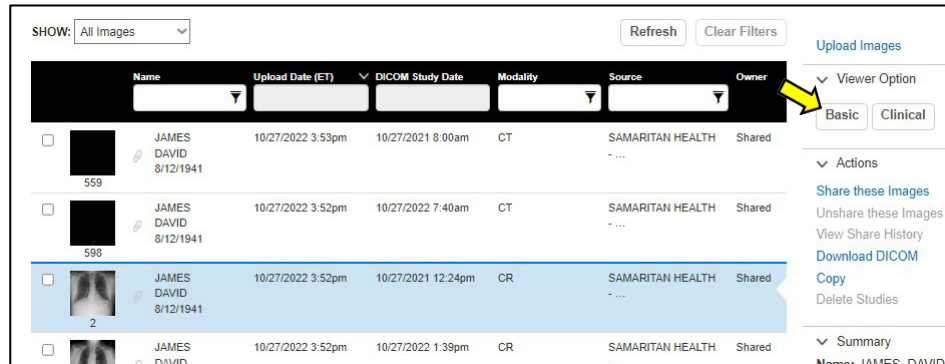 SHOW: All Images
Refresh
Clear Filters
Upload Images
Name
Upload Date (ET)
DICOM Study Date
Modality
Source
Owner
Viewer Option
Basic
Clinical
JAMES
DAVID
8/12/1941
10/27/2022 3:53pm
10/27/2021 8:00am
CT
SAMARITAN HEALTH
- ...
Shared
559
Actions
Share these Images
Unshare these Images
View Share History
Download DICOM
Copy
Delete Studies
JAMES
DAVID
8/12/1941
10/27/2022 3:52pm
10/27/2022 7:40am
CT
SAMARITAN HEALTH
- ...
Shared
598
JAMES
DAVID
8/12/1941
10/27/2022 3:52pm
10/27/2021 12:24pm
CR
SAMARITAN HEALTH
- ...
Shared
2
JAMES
DAVID
10/27/2022 3:52pm
10/27/2022 1:39pm
CR
SAMARITAN HEALTH
- ...
Shared
Summary
Name: JAMES, DAVID